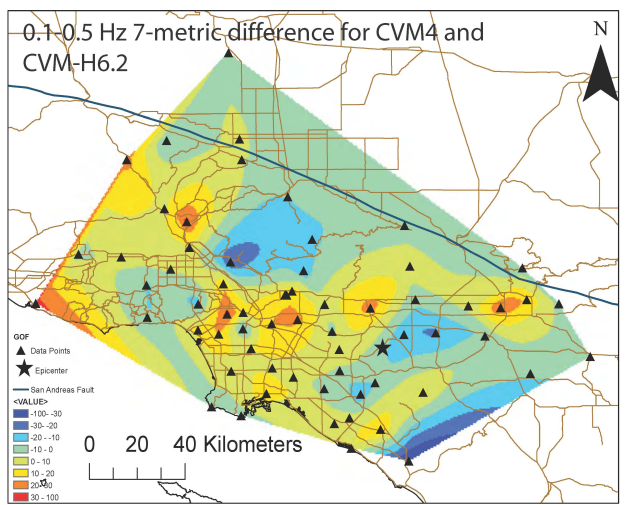 0.1-0.5 Hz 7-metric difference for CVM4 and
CVM-H6.2
N
GOF
Data Points
Epicenter
San Andreas Fault
<VALUE>
-100- -30
-30- -20
-20 - -10
-10 - 0
0 - 10
10 - 20
20- 30
30 - 100
0 20 40 Kilometers